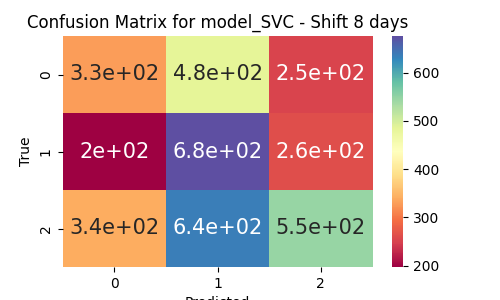 Confusion Matrix for model_SVC - Shift 8 days
0 3.3e+02 4.8e+02 2.5e+02
1 2e+02 6.8e+02 2.6e+02
2 3.4e+02 6.4e+02 5.5e+02
0 1 2
Predicted
True
600
500
400
300
200